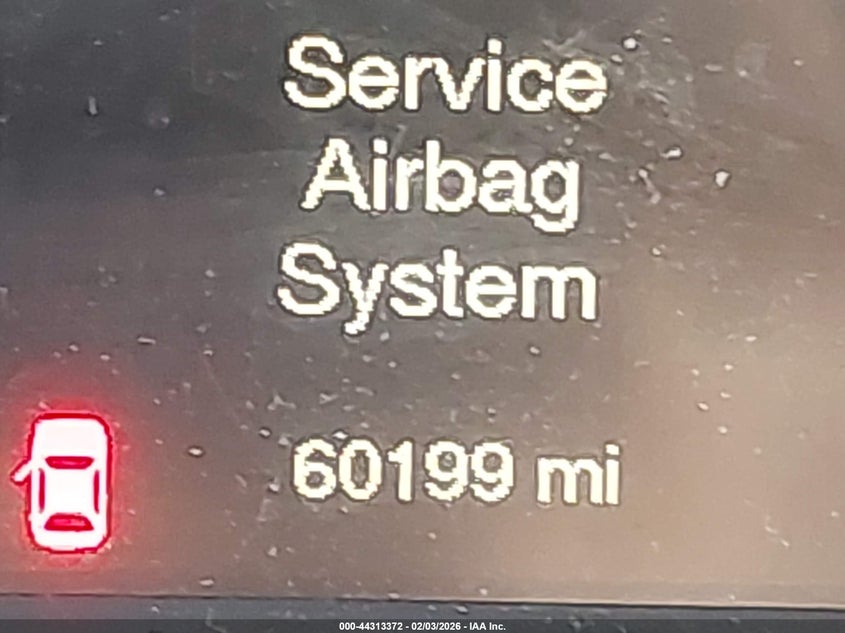 Service
Airbag
System
60199 mi
000-44313372 - 02/03/2026 - IAA Inc.